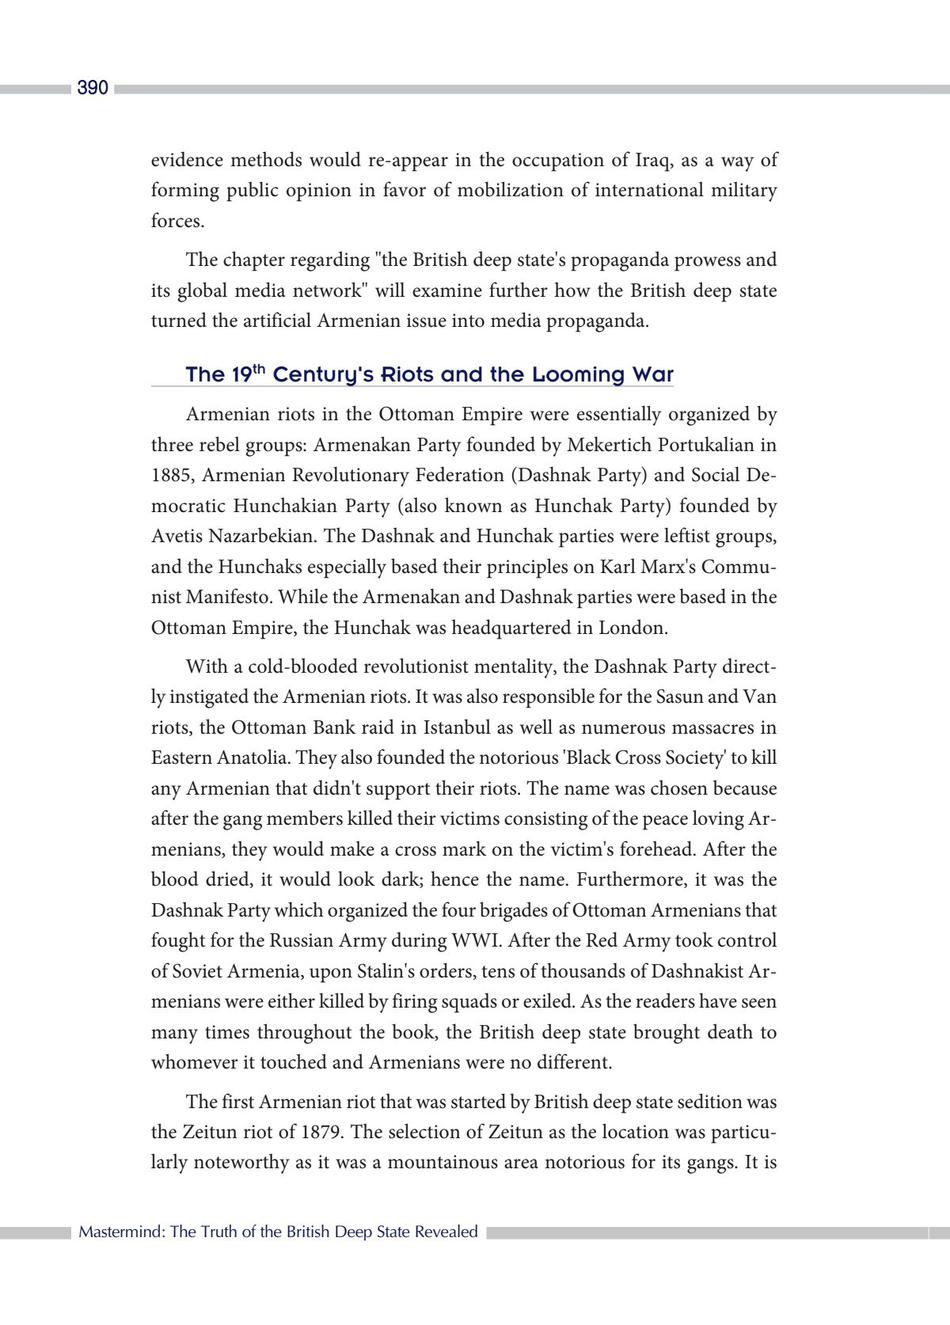 390
evidence methods would re-appear in the occupation of Iraq, as a way of
forming public opinion in favor of mobilization of international military
forces.
The chapter regarding "the British deep state's propaganda prowess and
its global media network" will examine further how the British deep state
turned the artificial Armenian issue into media propaganda.
The 19th Century's Riots and the Looming War
Armenian riots in the Ottoman Empire were essentially organized by
three rebel groups: Armenakan Party founded by Mekertich Portukalian in
1885, Armenian Revolutionary Federation (Dashnak Party) and Social De-
mocratic Hunchakian Party (also known as Hunchak Party) founded by
Avetis Nazarbekian. The Dashnak and Hunchak parties were leftist groups,
and the Hunchaks especially based their principles on Karl Marx's Commu-
nist Manifesto. While the Armenakan and Dashnak parties were based in the
Ottoman Empire, the Hunchak was headquartered in London.
With a cold-blooded revolutionist mentality, the Dashnak Party direct-
ly instigated the Armenian riots. It was also responsible for the Sasun and Van
riots, the Ottoman Bank raid in Istanbul as well as numerous massacres in
Eastern Anatolia. They also founded the notorious 'Black Cross Society' to kill
any Armenian that didn't support their riots. The name was chosen because
after the gang members killed their victims consisting of the peace loving Ar-
menians, they would make a cross mark on the victim's forehead. After the
blood dried, it would look dark; hence the name. Furthermore, it was the
Dashnak Party which organized the four brigades of Ottoman Armenians that
fought for the Russian Army during WWI. After the Red Army took control
of Soviet Armenia, upon Stalin's orders, tens of thousands of Dashnakist Ar-
menians were either killed by firing squads or exiled. As the readers have seen
many times throughout the book, the British deep state brought death to
whomever it touched and Armenians were no different.
The first Armenian riot that was started by British deep state sedition was
the Zeitun riot of 1879. The selection of Zeitun as the location was particu-
larly noteworthy as it was a mountainous area notorious for its gangs. It is
Mastermind: The Truth of the British Deep State Revealed